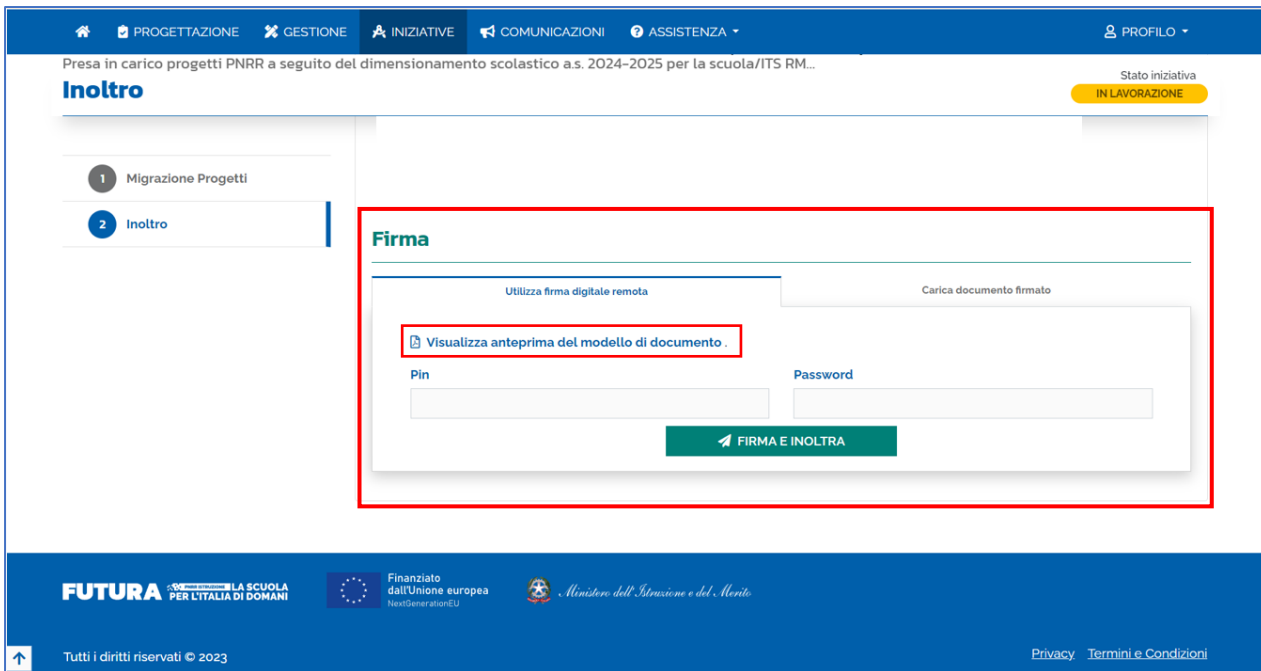 PROGETTAZIONE GESTIONE INIZIATIVE COMUNICAZIONI ASSISTENZA PROFILO
Presa in carico progetti PNRR a seguito del dimensionamento scolastico a.s. 2024-2025 per la scuola/ITS RM...
Inoltro
Stato iniziativa
IN LAVORAZIONE
1 Migrazione Progetti
2 Inoltro
Firma
Utilizza firma digitale remota
Carica documento firmato
Visualizza anteprima del modello di documento .
Pin
Password
FIRMA E INOLTRA
FUTURA
LA SCUOLA
PER L'ITALIA DI DOMANI
Finanziato
dall'Unione europea
NextGenerationEU
Ministero dell'Istruzione e del Merito
Tutti i diritti riservati © 2023
Privacy Termini e Condizioni